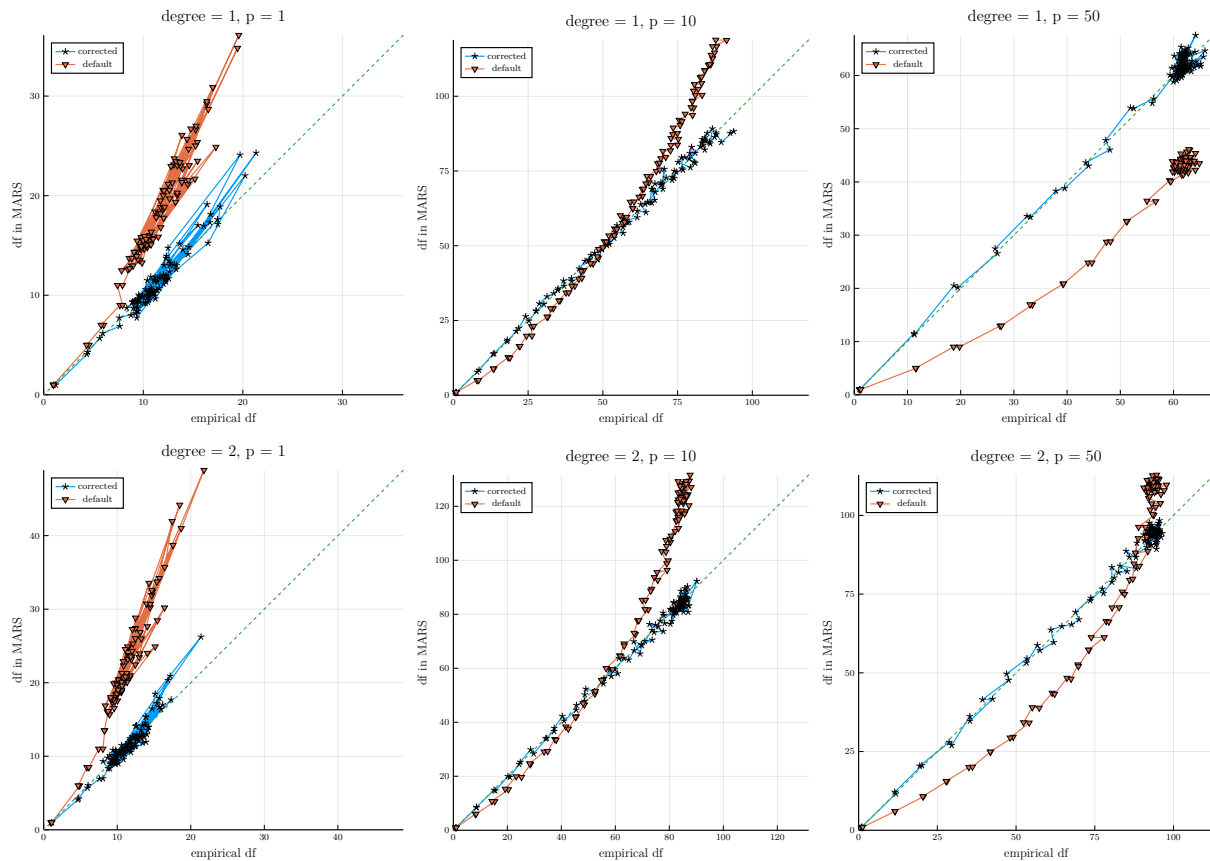 degree = 1, p = 1
corrected
default
df in MARS
0
10
20
30
0
10
20
30
empirical df
degree = 1, p = 10
corrected
default
df in MARS
0
25
50
75
100
0
25
50
75
100
empirical df
degree = 1, p = 50
corrected
default
df in MARS
0
10
20
30
40
50
60
0
10
20
30
40
50
60
empirical df
degree = 2, p = 1
corrected
default
df in MARS
0
10
20
30
40
0
10
20
30
40
empirical df
degree = 2, p = 10
corrected
default
df in MARS
0
20
40
60
80
100
120
0
20
40
60
80
100
120
empirical df
degree = 2, p = 50
corrected
default
df in MARS
0
25
50
75
100
0
25
50
75
100
empirical df